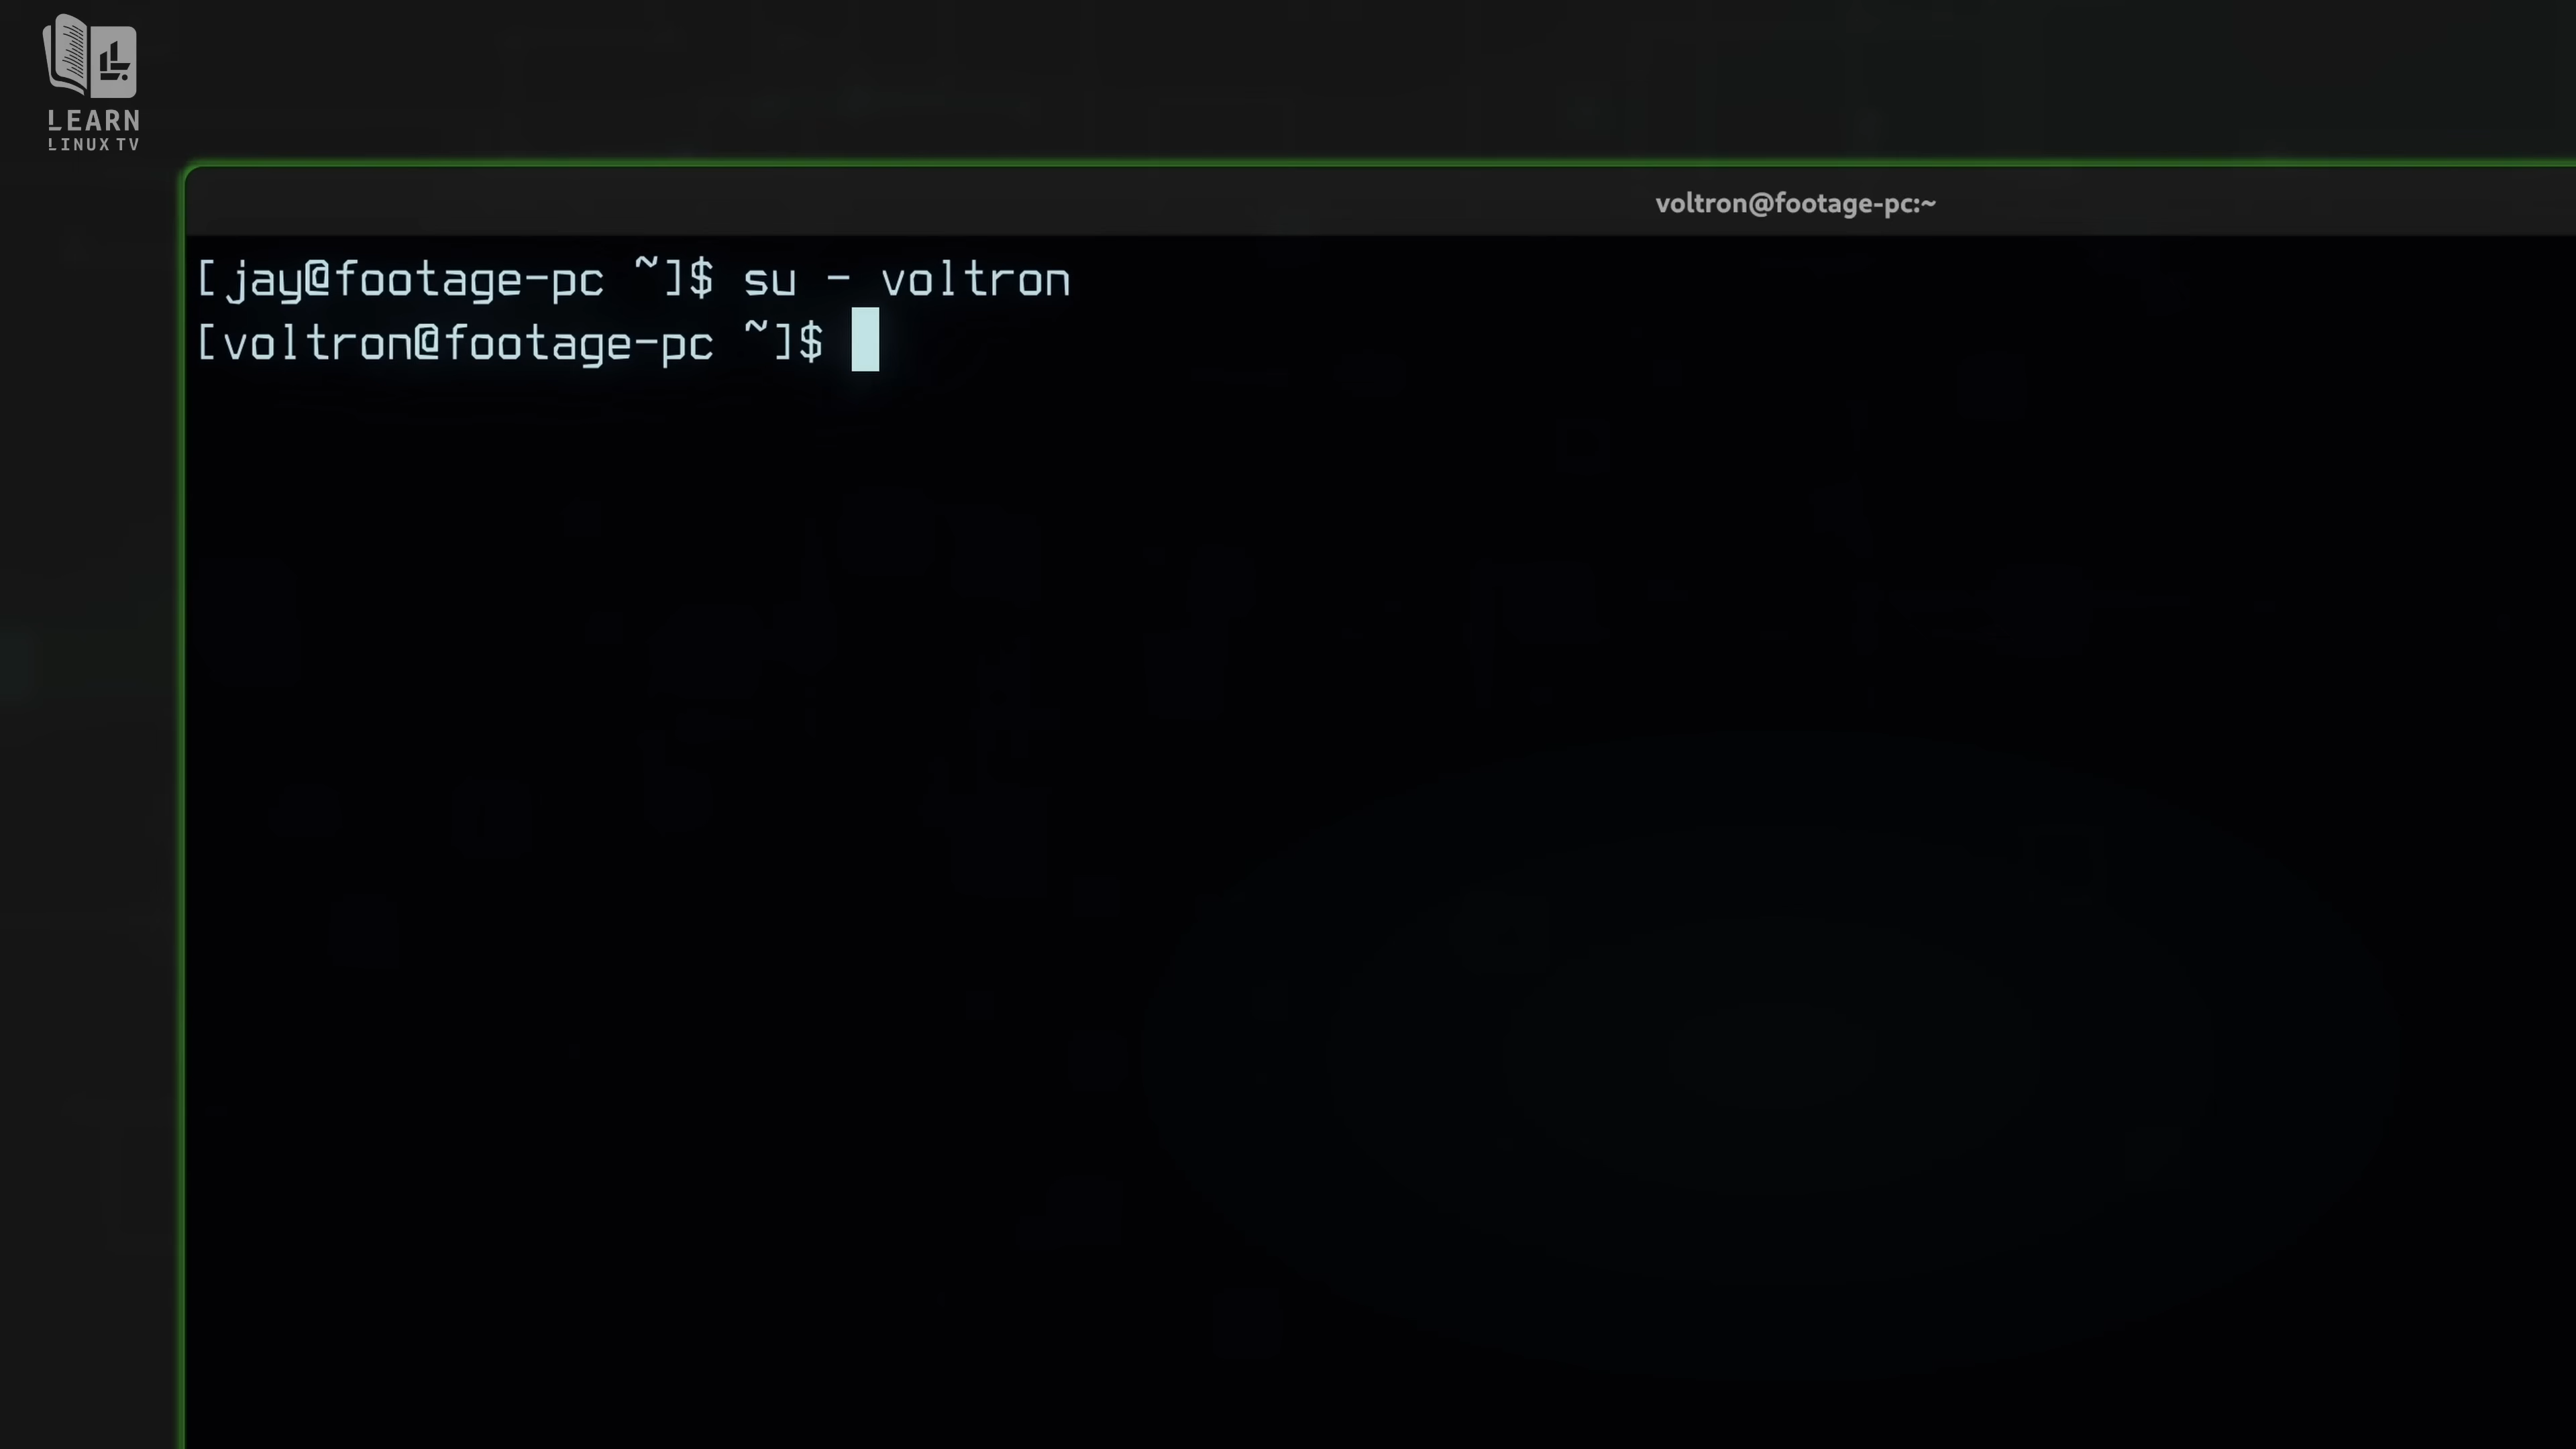 LEARN
LINUX TV
voltron@footage-pc:~
[jay@footage-pc ~]$ su - voltron
[voltron@footage-pc ~]$